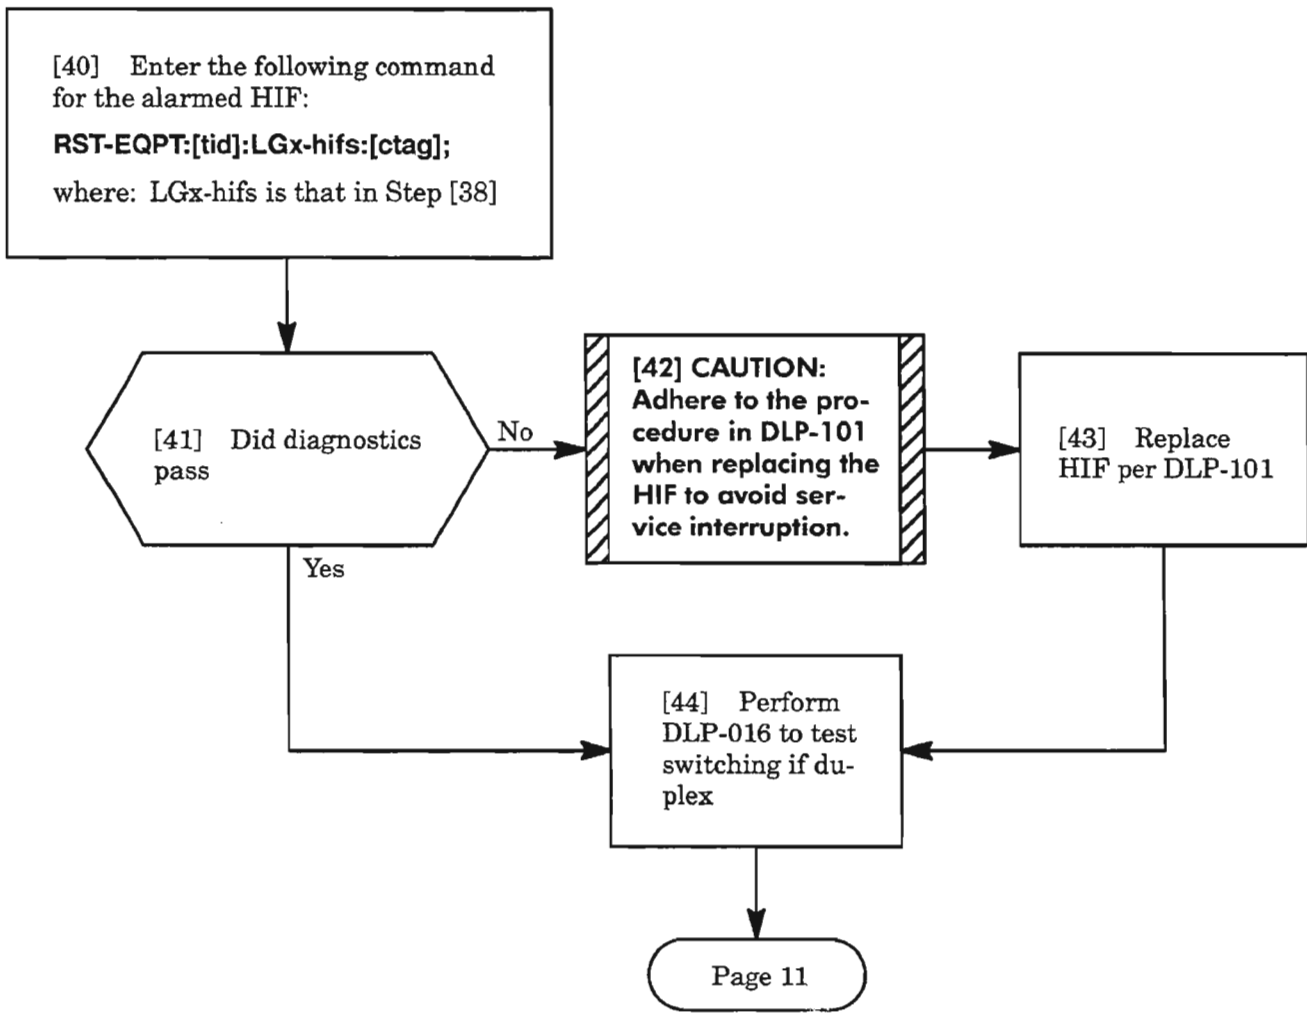 [40] Enter the following command
for the alarmed HIF:
RST-EQPT:[tid]:LGx-hifs:[ctag];
where: LGx-hifs is that in Step [38]
[41] Did diagnostics
pass
No
Yes
[42] CAUTION:
Adhere to the pro-
cedure in DLP-101
when replacing the
HIF to avoid ser-
vice interruption.
[43] Replace
HIF per DLP-101
[44] Perform
DLP-016 to test
switching if du-
plex
Page 11